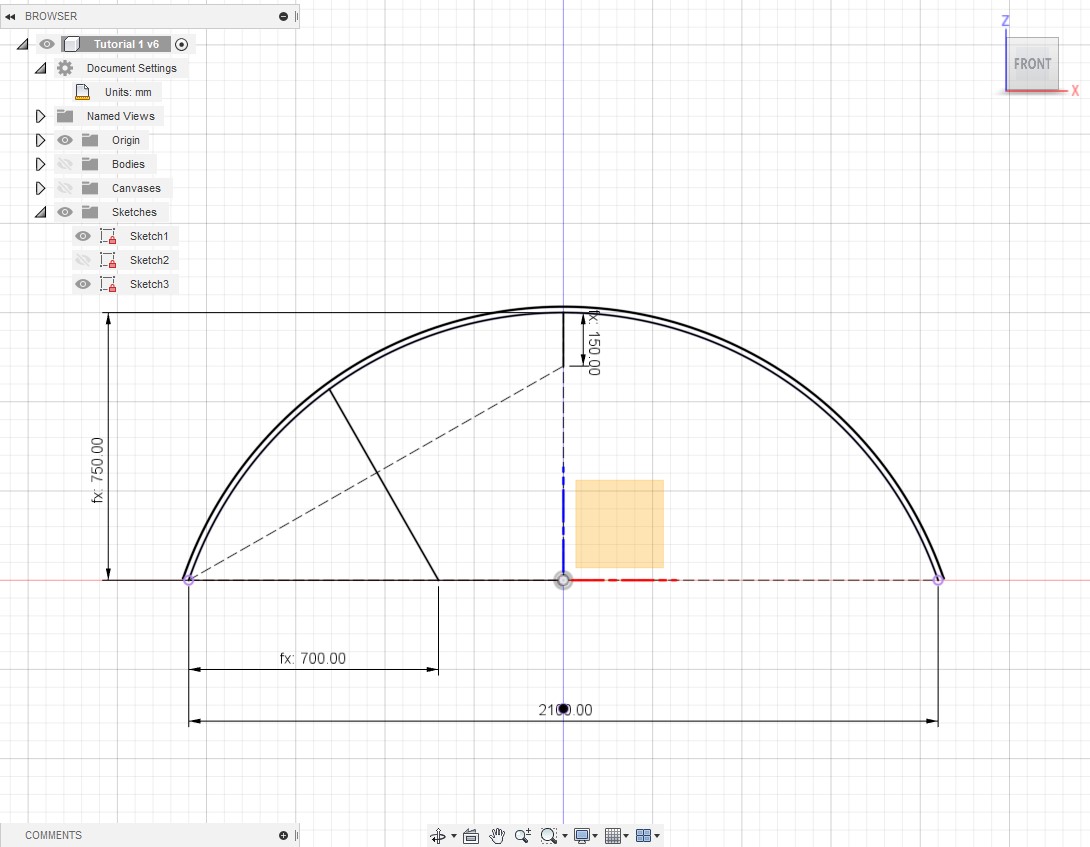 BROWSER
Tutorial 1 v6
Document Settings
Units: mm
Named Views
Origin
Bodies
Canvases
Sketches
Sketch1
Sketch2
Sketch3
Z
FRONT
X
fx: 150.00
fx: 750.00
fx: 700.00
2100.00
COMMENTS